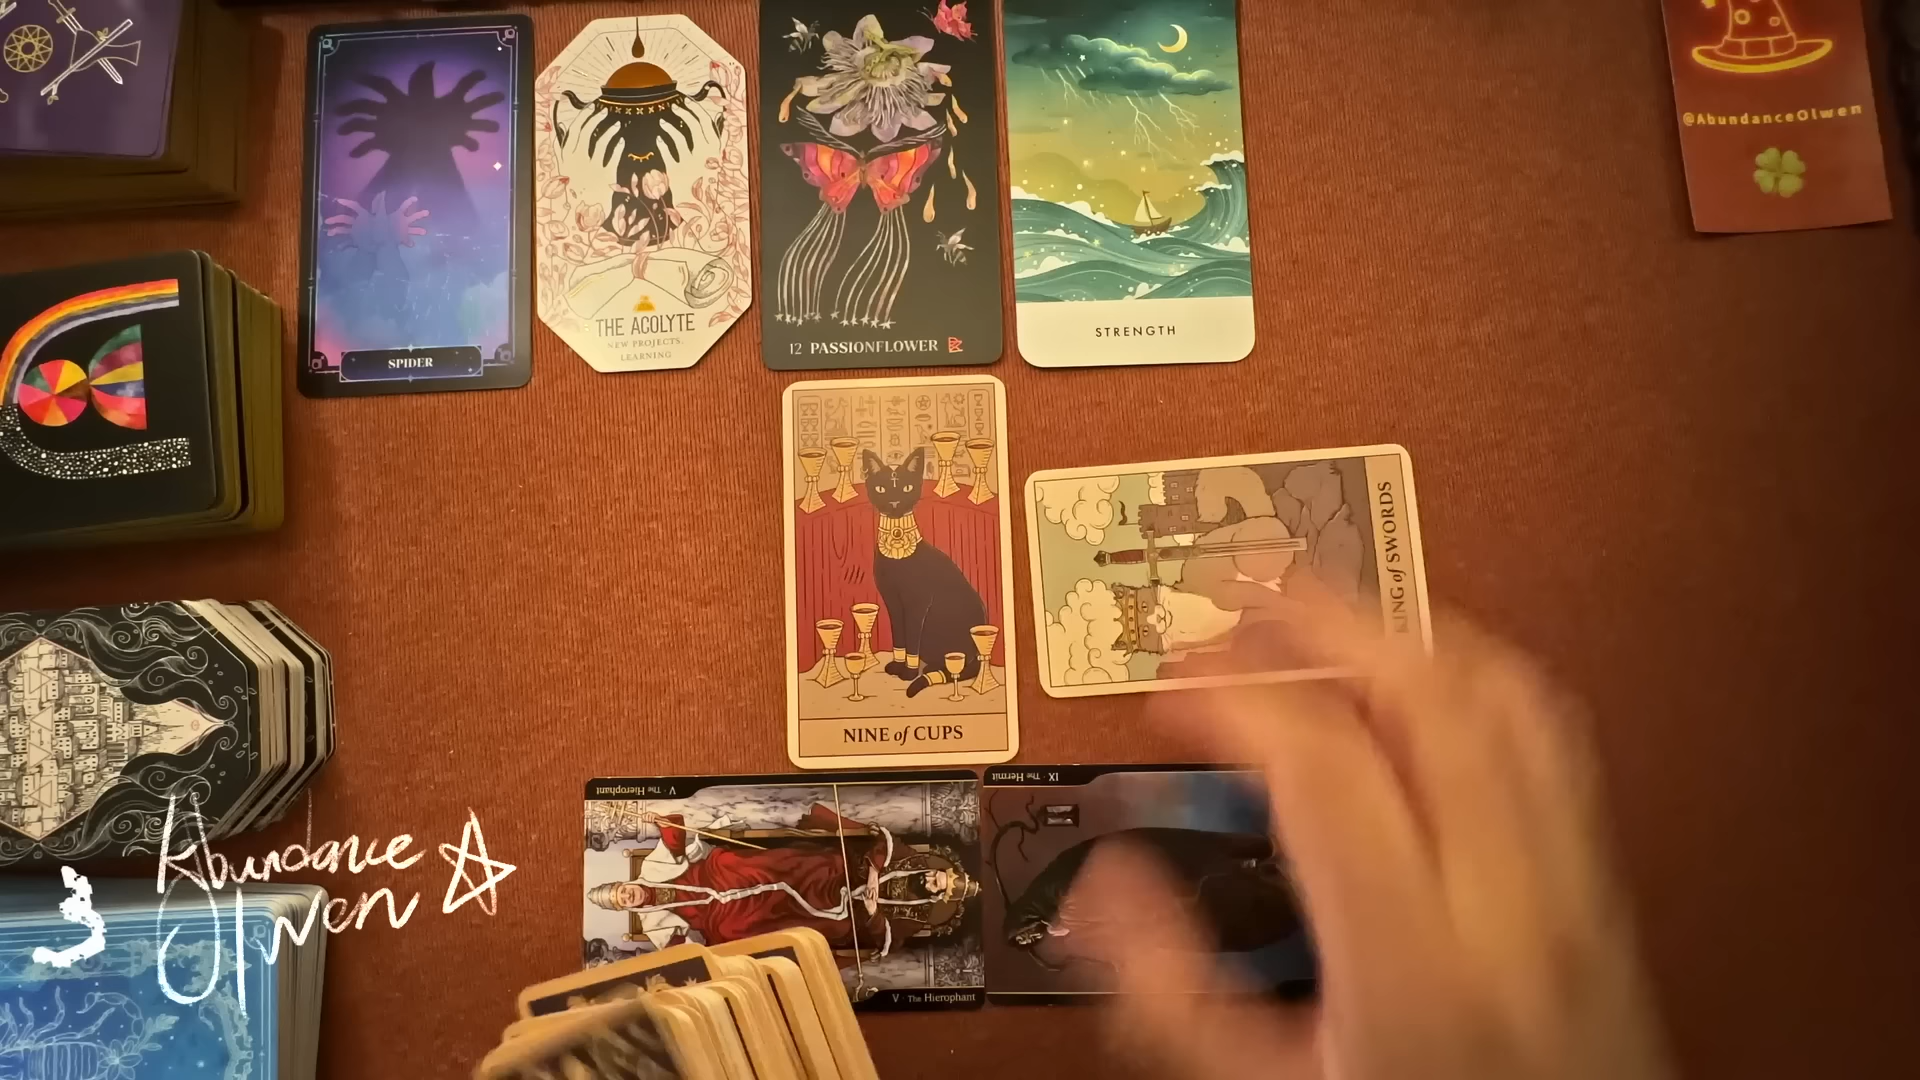 @AbundanceOlwen
SPIDER
THE ACOLYTE
NEW PROJECTS,
LEARNING
12 PASSIONFLOWER
STRENGTH
NINE of CUPS
KING of SWORDS
V · The Hierophant
IX · The Hermit
V · The Hierophant
Abundance
Olwen